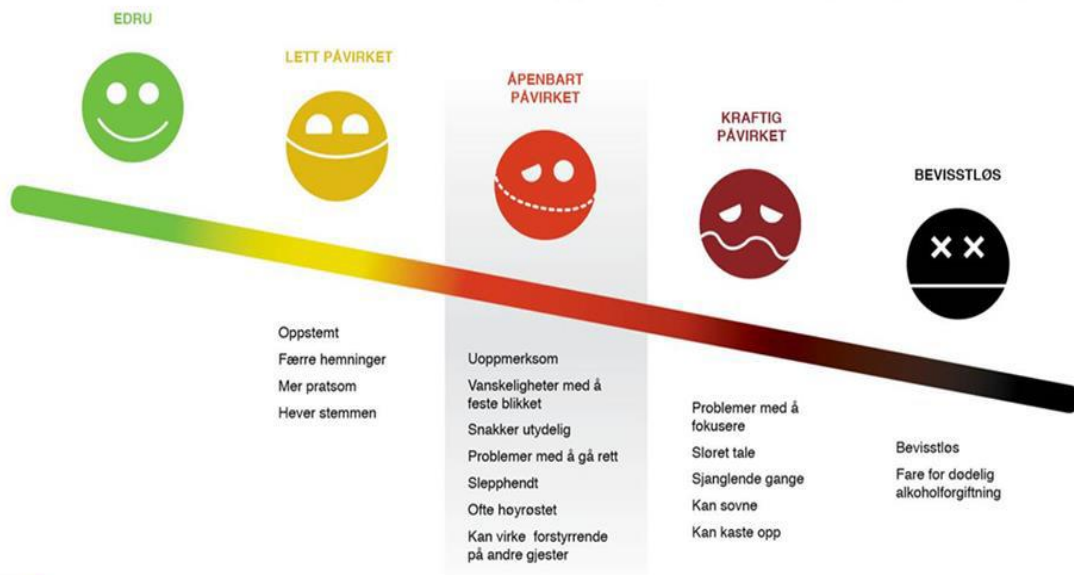 EDRU
LETT PÅVIRKET
Oppstemt
Færre hemninger
Mer pratsom
Hever stemmen
ÅPENBART
PÅVIRKET
Uoppmerksom
Vanskeligheter med å
feste blikket
Snakker utydelig
Problemer med å gå rett
Slepphendt
Ofte høyrøstet
Kan virke forstyrrende
på andre gjester
KRAFTIG
PÅVIRKET
Problemer med å
fokusere
Sløret tale
Sjanglende gange
Kan sovne
Kan kaste opp
BEVISSTLØS
Bevisstløs
Fare for dødelig
alkoholforgiftning